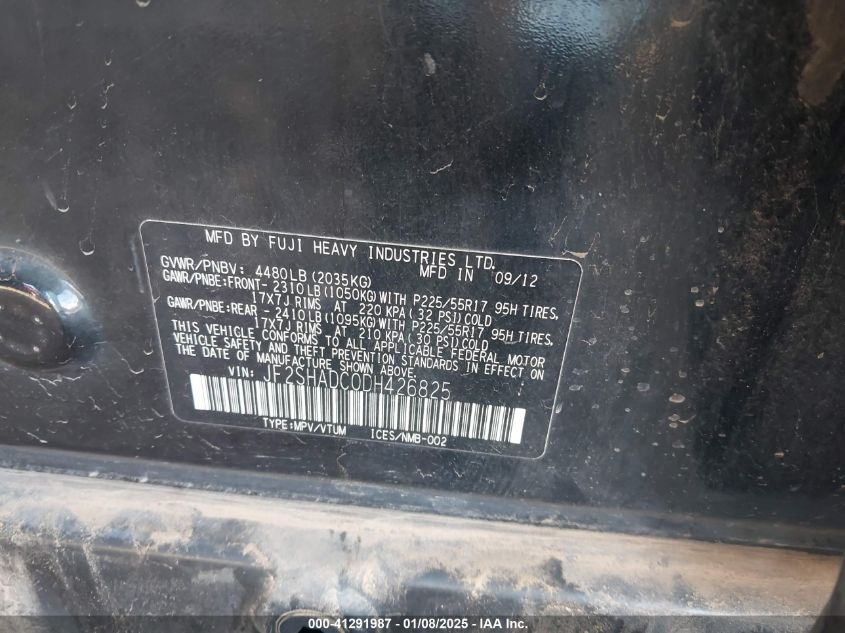 MFD BY FUJI HEAVY INDUSTRIES LTD.
MFD IN 09/12
GVWR/PNBV: 4480LB(2035KG)
GAWR/PNBE:FRONT- 2310LB(1050KG)WITH P225/55R17 95H TIRES,
17X7J RIMS AT 220 KPA(32 PSI)COLD
GAWR/PNBE:REAR - 2410LB(1095KG)WITH P225/55R17 95H TIRES,
17X7J RIMS AT 210 KPA(30 PSI)COLD
THIS VEHICLE CONFORMS TO ALL APPLICABLE FEDERAL MOTOR
VEHICLE SAFETY AND THEFT PREVENTION STANDARDS IN EFFECT ON
THE DATE OF MANUFACTURE SHOWN ABOVE.
VIN: JF2SHADC0DH426825
TYPE:MPV/VTUM ICES/NMB-002
000-41291987 - 01/08/2025 - IAA Inc.